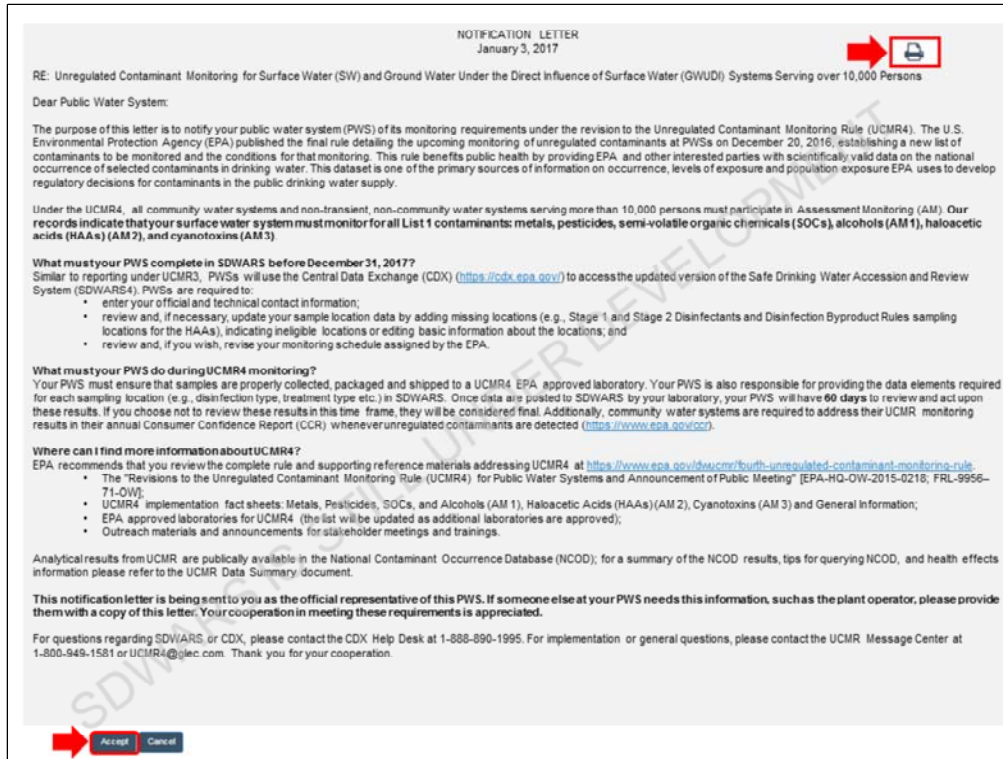 NOTIFICATION LETTER
January 3, 2017
RE: Unregulated Contaminant Monitoring for Surface Water (SW) and Ground Water Under the Direct Influence of Surface Water (GWUDI) Systems Serving over 10,000 Persons
Dear Public Water System:
The purpose of this letter is to notify your public water system (PWS) of its monitoring requirements under the revision to the Unregulated Contaminant Monitoring Rule (UCMR4). The U.S.
Environmental Protection Agency (EPA) published the final rule detailing the upcoming monitoring of unregulated contaminants at PWSs on December 20, 2016, establishing a new list of
contaminants to be monitored and the conditions for that monitoring. This rule benefits public health by providing EPA and other interested parties with scientifically valid data on the national
occurrence of selected contaminants in drinking water. This dataset is one of the primary sources of information on occurrence, levels of exposure and population exposure EPA uses to develop
regulatory decisions for contaminants in the public drinking water supply.
Under the UCMR4, all community water systems and non-transient, non-community water systems serving more than 10,000 persons must participate in Assessment Monitoring (AM). Our
records indicate that your surface water system must monitor for all List 1 contaminants: metals, pesticides, semi-volatile organic chemicals (SOCs), alcohols (AM1), haloacetic
acids (HAAs) (AM2), and cyanotoxins (AM3).
What must your PWS complete in SDWARS before December 31, 2017?
Similar to reporting under UCMR3, PWSs will use the Central Data Exchange (CDX) (https://cdx.epa.gov/) to access the updated version of the Safe Drinking Water Accession and Review
System (SDWARS4). PWSs are required to:
• enter your official and technical contact information;
• review and, if necessary, update your sample location data by adding missing locations (e.g., Stage 1 and Stage 2 Disinfectants and Disinfection Byproduct Rules sampling
locations for the HAAs), indicating ineligible locations or editing basic information about the locations; and
• review and, if you wish, revise your monitoring schedule assigned by the EPA.
What must your PWS do during UCMR4 monitoring?
Your PWS must ensure that samples are properly collected, packaged and shipped to a UCMR4 EPA approved laboratory. Your PWS is also responsible for providing the data elements required
for each sampling location (e.g., disinfection type, treatment type etc.) in SDWARS. Once data are posted to SDWARS by your laboratory, your PWS will have 60 days to review and act upon
these results. If you choose not to review these results in this time frame, they will be considered final. Additionally, community water systems are required to address their UCMR monitoring
results in their annual Consumer Confidence Report (CCR) whenever unregulated contaminants are detected (https://www.epa.gov/ccr).
Where can I find more information about UCMR4?
EPA recommends that you review the complete rule and supporting reference materials addressing UCMR4 at https://www.epa.gov/dwucmr/fourth-unregulated-contaminant-monitoring-rule.
• The "Revisions to the Unregulated Contaminant Monitoring Rule (UCMR4) for Public Water Systems and Announcement of Public Meeting" [EPA-HQ-OW-2015-0218; FRL-9956-
71-OW];
• UCMR4 implementation fact sheets: Metals, Pesticides, SOCs, and Alcohols (AM 1), Haloacetic Acids (HAAs) (AM 2), Cyanotoxins (AM 3) and General Information;
• EPA approved laboratories for UCMR4 (the list will be updated as additional laboratories are approved);
• Outreach materials and announcements for stakeholder meetings and trainings.
Analytical results from UCMR are publically available in the National Contaminant Occurrence Database (NCOD); for a summary of the NCOD results, tips for querying NCOD, and health effects
information please refer to the UCMR Data Summary document.
This notification letter is being sent to you as the official representative of this PWS. If someone else at your PWS needs this information, such as the plant operator, please provide
them with a copy of this letter. Your cooperation in meeting these requirements is appreciated.
For questions regarding SDWARS or CDX, please contact the CDX Help Desk at 1-888-890-1995. For implementation or general questions, please contact the UCMR Message Center at
1-800-949-1581 or UCMR4@glec.com. Thank you for your cooperation.
SDWARS IS STILL UNDER DEVELOPMENT
Accept Cancel